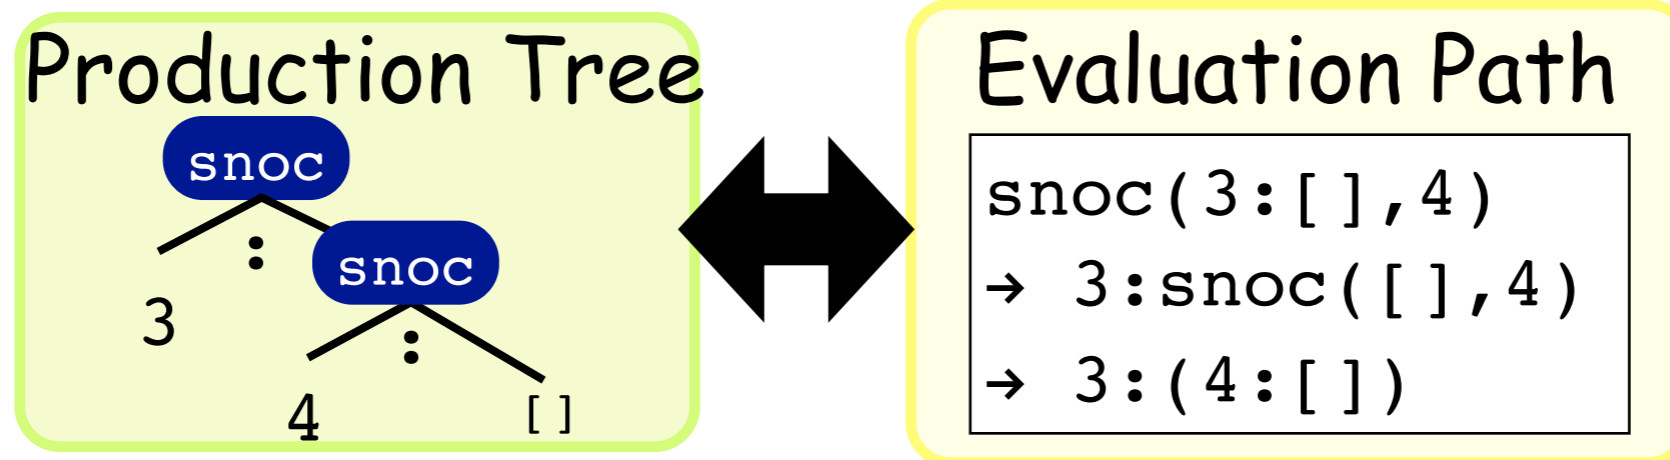 Production Tree
snoc
:
snoc
3
:
4
[]
Evaluation Path
snoc(3:[],4)
→ 3:snoc([],4)
→ 3:(4:[])